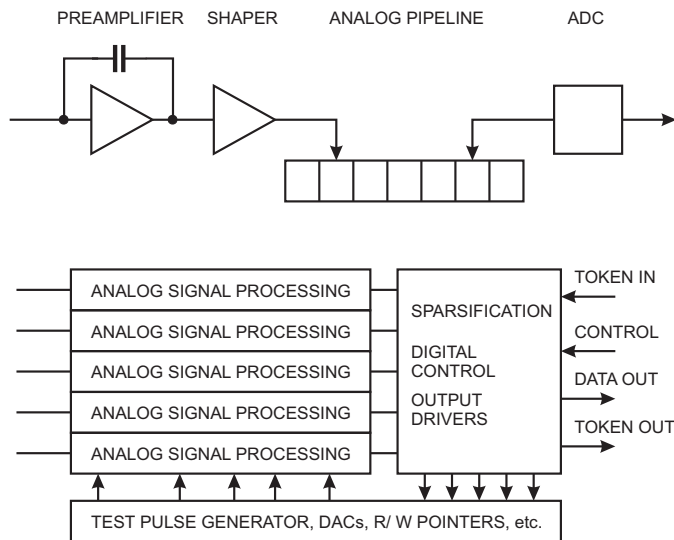 PREAMPLIFIER SHAPER ANALOG PIPELINE ADC
ANALOG SIGNAL PROCESSING
ANALOG SIGNAL PROCESSING
ANALOG SIGNAL PROCESSING
ANALOG SIGNAL PROCESSING
ANALOG SIGNAL PROCESSING
SPARSIFICATION
DIGITAL
CONTROL
OUTPUT
DRIVERS
TOKEN IN
CONTROL
DATA OUT
TOKEN OUT
TEST PULSE GENERATOR, DACs, R/ W POINTERS, etc.